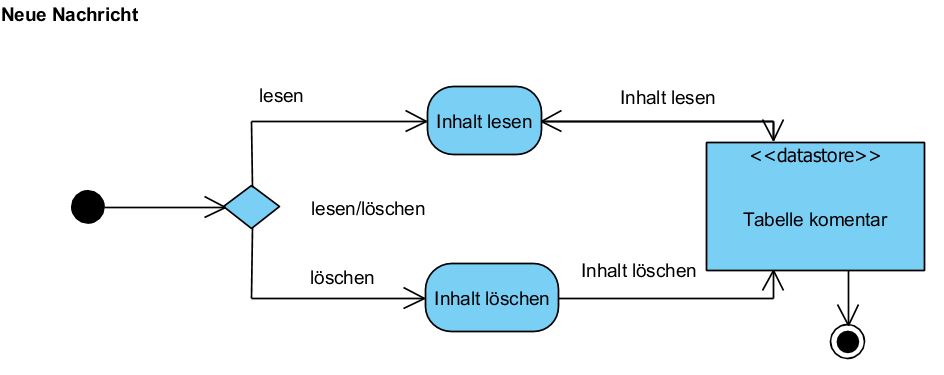 Neue Nachricht
lesen
Inhalt lesen
Inhalt lesen
<<datastore>>
Tabelle komentar
lesen/löschen
löschen
Inhalt löschen
Inhalt löschen